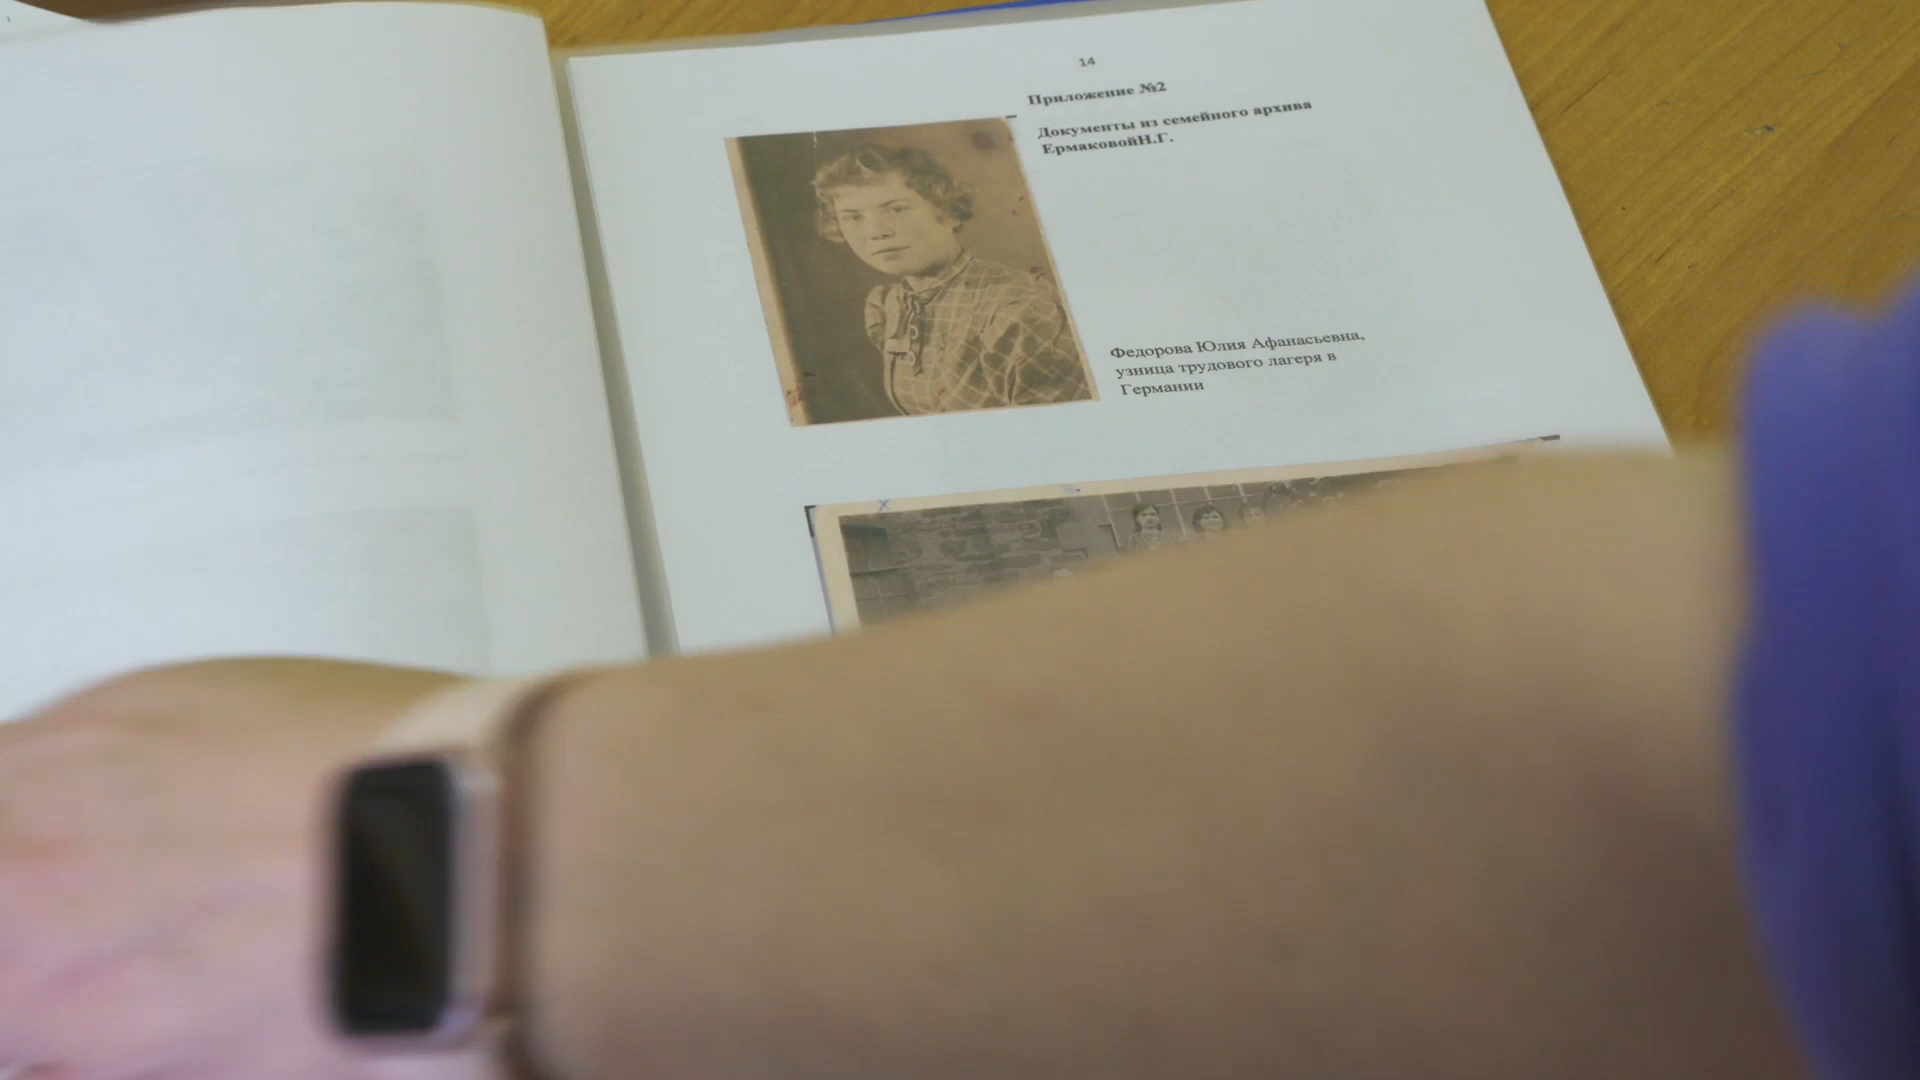 14
Приложение №2
Документы из семейного архива
ЕрмаковойН.Г.
Федорова Юлия Афанасьевна,
узница трудового лагеря в
Германии